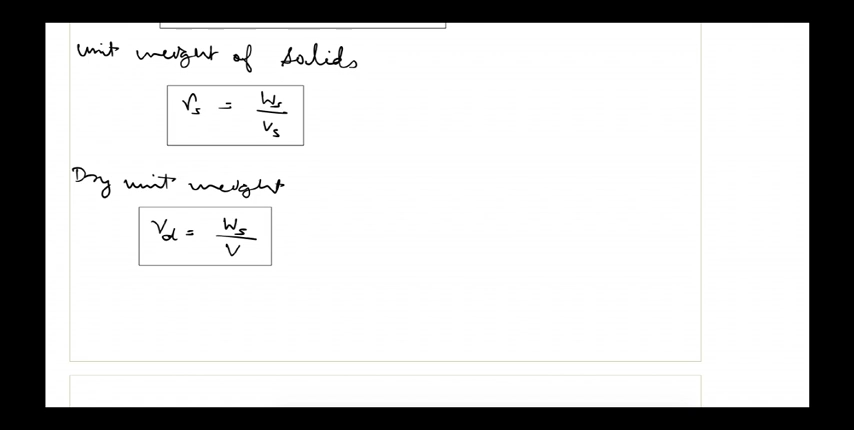 unit weight of solids
γs = Ws / Vs
Dry unit weight
γd = Ws / V